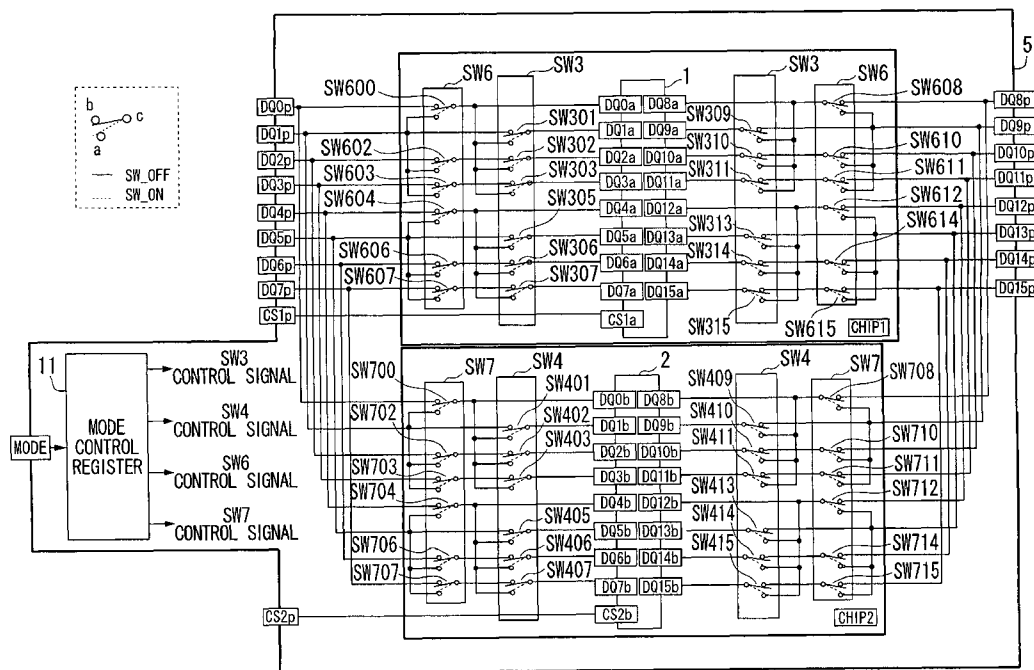 5
SW6
SW3
1
SW3
SW6
SW600
SW608
b
c
a
SW_OFF
SW_ON
DQ0p
DQ1p
DQ2p
DQ3p
DQ4p
DQ5p
DQ6p
DQ7p
CS1p
SW602
SW603
SW604
SW606
SW607
SW301
SW302
SW303
SW305
SW306
SW307
DQ0a DQ8a
DQ1a DQ9a
DQ2a DQ10a
DQ3a DQ11a
DQ4a DQ12a
DQ5a DQ13a
DQ6a DQ14a
DQ7a DQ15a
CS1a
SW309
SW310
SW311
SW313
SW314
SW315
SW610
SW611
SW612
SW614
SW615
CHIP1
DQ8p
DQ9p
DQ10p
DQ11p
DQ12p
DQ13p
DQ14p
DQ15p
11
MODE
MODE
CONTROL
REGISTER
SW3
CONTROL SIGNAL
SW4
CONTROL SIGNAL
SW6
CONTROL SIGNAL
SW7
CONTROL SIGNAL
CS2p
SW7
SW4
2
SW4
SW7
SW700
SW702
SW703
SW704
SW706
SW707
SW401
SW402
SW403
SW405
SW406
SW407
DQ0b DQ8b
DQ1b DQ9b
DQ2b DQ10b
DQ3b DQ11b
DQ4b DQ12b
DQ5b DQ13b
DQ6b DQ14b
DQ7b DQ15b
CS2b
SW409
SW410
SW411
SW413
SW414
SW415
SW708
SW710
SW711
SW712
SW714
SW715
CHIP2